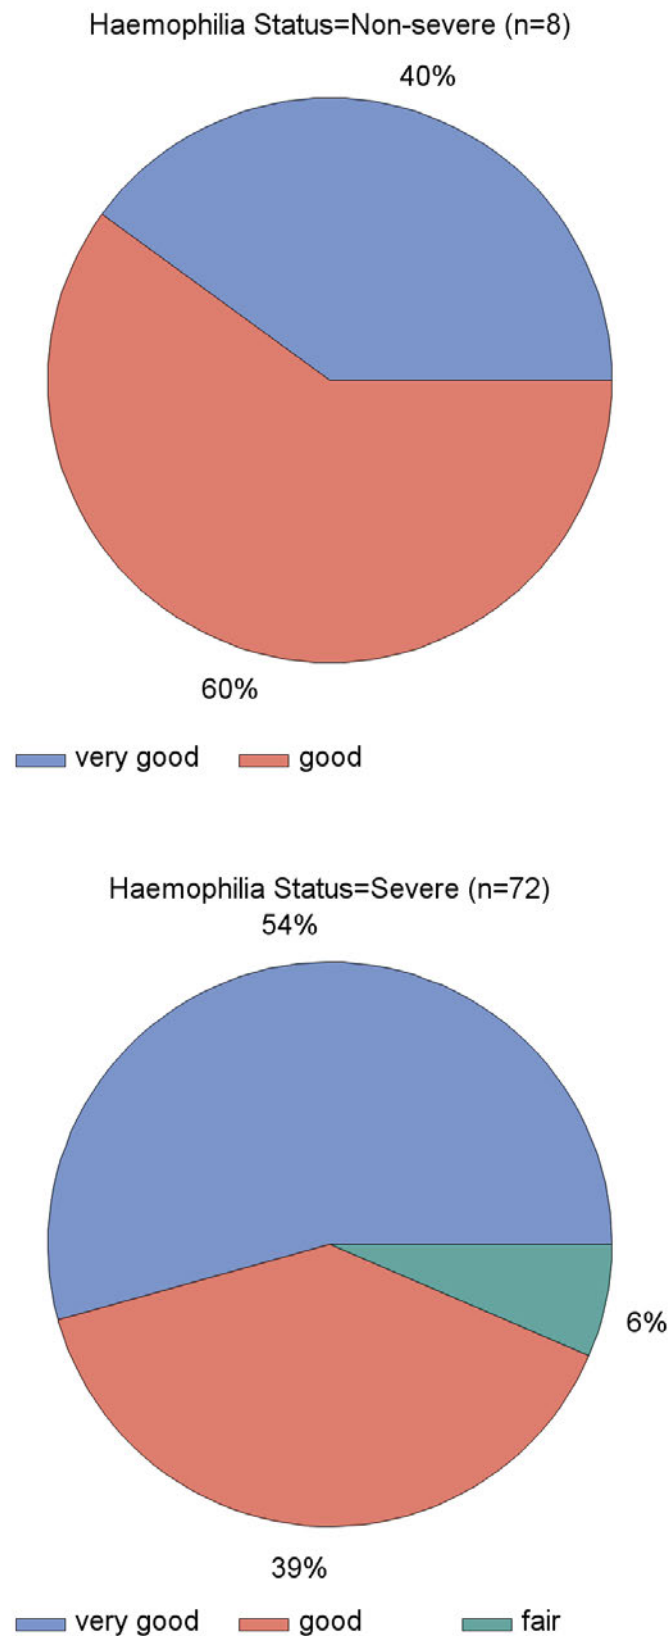 Haemophilia Status=Non-severe (n=8)
40%
60%
very good good
Haemophilia Status=Severe (n=72)
54%
6%
39%
very good good fair